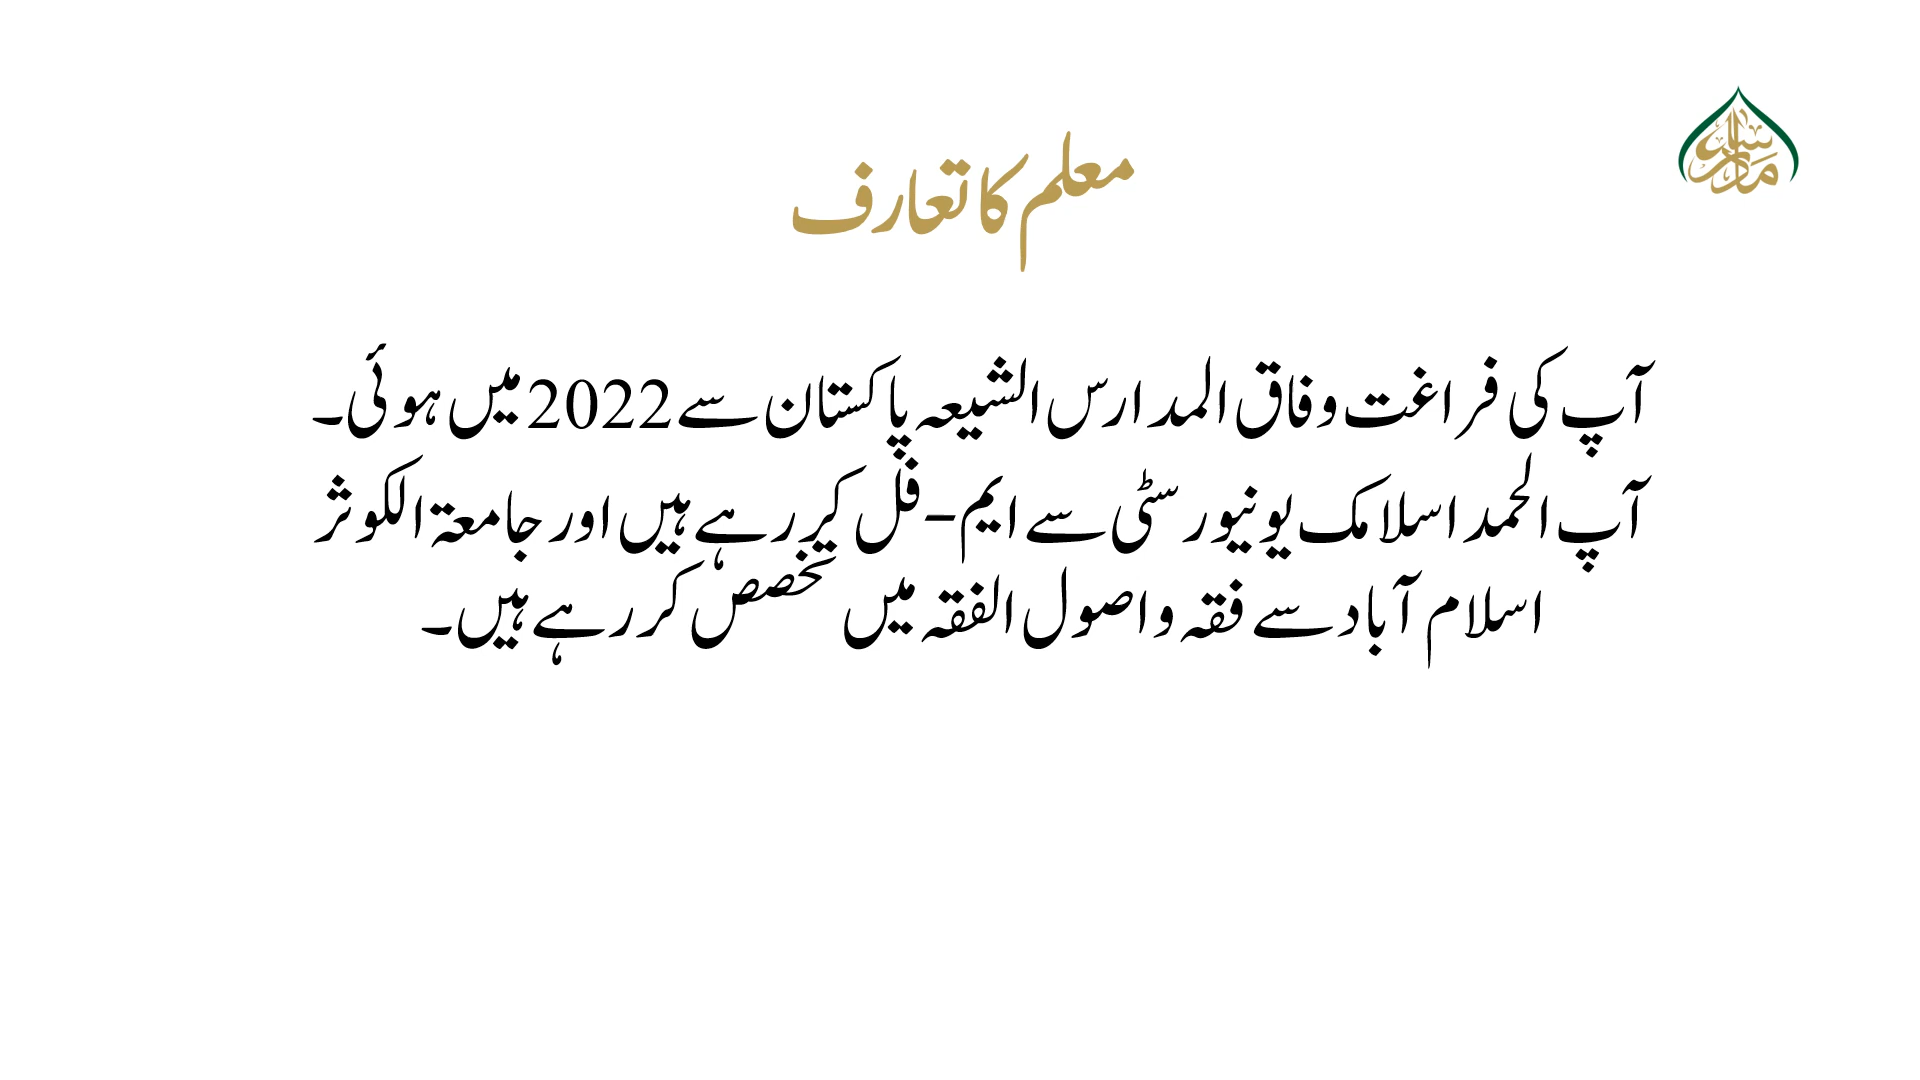 معلم کا تعارف
آپ کی فراغت وفاق المدارس الشیعہ پاکستان سے 2022 میں ہوئی۔
آپ الحمد اسلامک یونیورسٹی سے ایم-فل کر رہے ہیں اور جامعۃ الکوثر
اسلام آباد سے فقہ و اصول الفقہ میں تخصص کر رہے ہیں۔